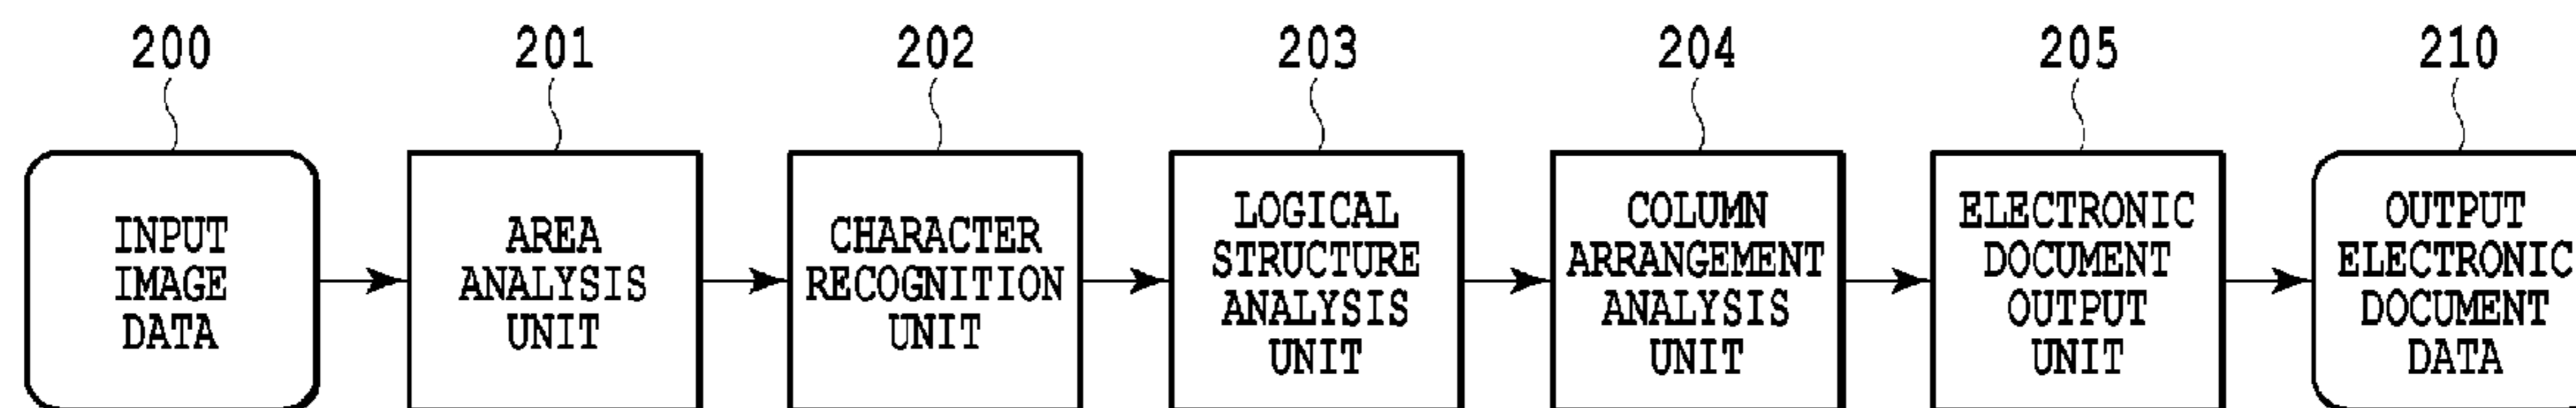 200 201 202 203 204 205 210
INPUT
IMAGE
DATA
AREA
ANALYSIS
UNIT
CHARACTER
RECOGNITION
UNIT
LOGICAL
STRUCTURE
ANALYSIS
UNIT
COLUMN
ARRANGEMENT
ANALYSIS
UNIT
ELECTRONIC
DOCUMENT
OUTPUT
UNIT
OUTPUT
ELECTRONIC
DOCUMENT
DATA